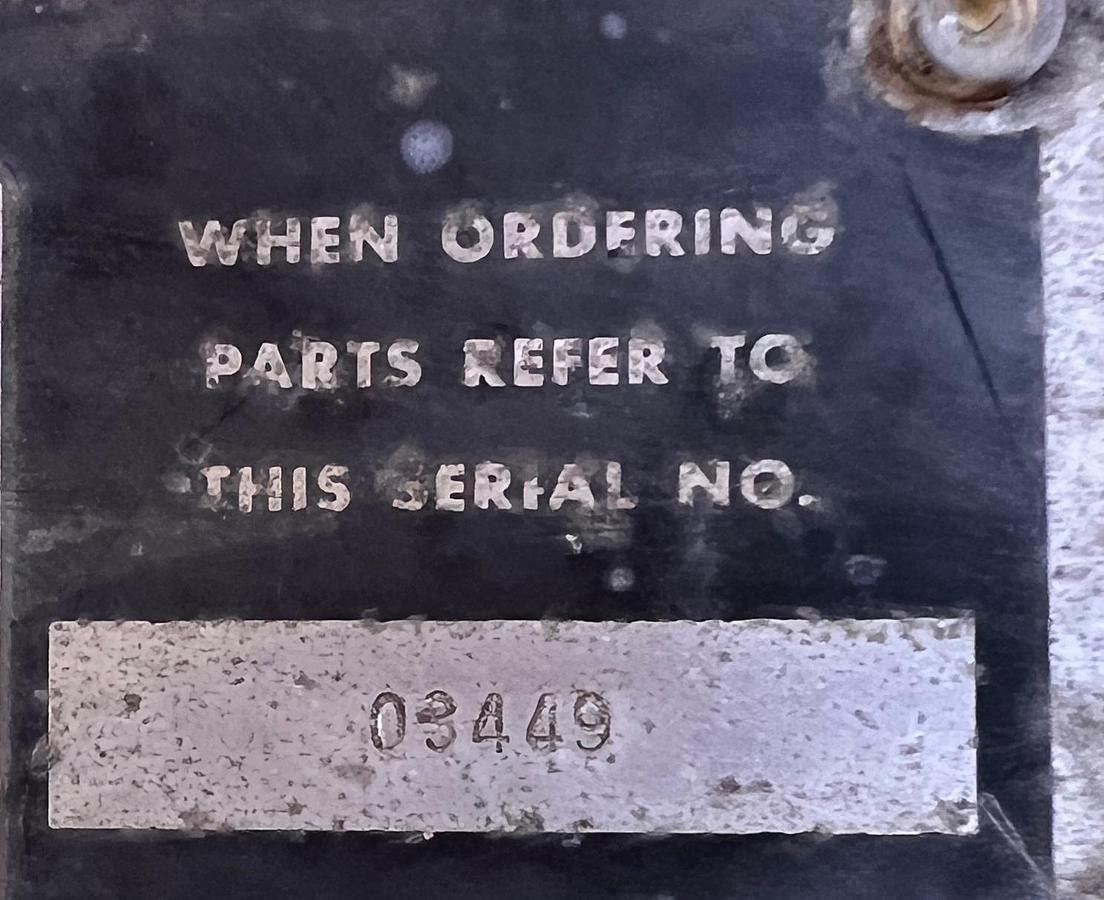 WHEN ORDERING
PARTS REFER TO
THIS SERIAL NO.
03449